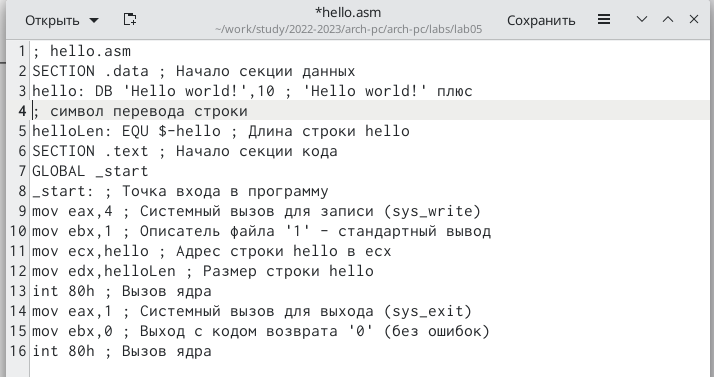 Открыть
*hello.asm
~/work/study/2022-2023/arch-pc/arch-pc/labs/lab05
Сохранить
1 ; hello.asm
2 SECTION .data ; Начало секции данных
3 hello: DB 'Hello world!',10 ; 'Hello world!' плюс
4 ; символ перевода строки
5 helloLen: EQU $-hello ; Длина строки hello
6 SECTION .text ; Начало секции кода
7 GLOBAL _start
8 _start: ; Точка входа в программу
9 mov eax,4 ; Системный вызов для записи (sys_write)
10 mov ebx,1 ; Описатель файла '1' - стандартный вывод
11 mov ecx,hello ; Адрес строки hello в ecx
12 mov edx,helloLen ; Размер строки hello
13 int 80h ; Вызов ядра
14 mov eax,1 ; Системный вызов для выхода (sys_exit)
15 mov ebx,0 ; Выход с кодом возврата '0' (без ошибок)
16 int 80h ; Вызов ядра